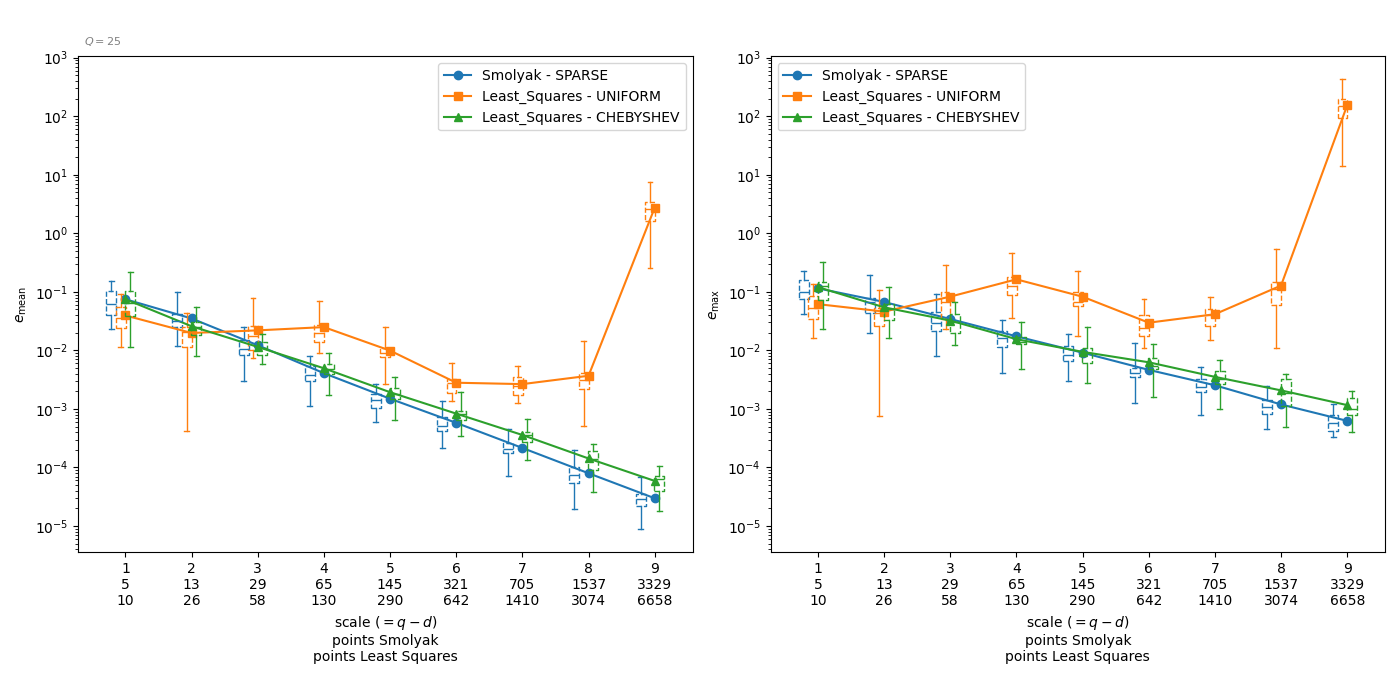 Q = 25
10³
10²
10¹
10⁰
10⁻¹
10⁻²
10⁻³
10⁻⁴
10⁻⁵
e_mean
Smolyak - SPARSE
Least_Squares - UNIFORM
Least_Squares - CHEBYSHEV
1 2 3 4 5 6 7 8 9
5 13 29 65 145 321 705 1537 3329
10 26 58 130 290 642 1410 3074 6658
scale (= q − d)
points Smolyak
points Least Squares
10³
10²
10¹
10⁰
10⁻¹
10⁻²
10⁻³
10⁻⁴
10⁻⁵
e_max
Smolyak - SPARSE
Least_Squares - UNIFORM
Least_Squares - CHEBYSHEV
1 2 3 4 5 6 7 8 9
5 13 29 65 145 321 705 1537 3329
10 26 58 130 290 642 1410 3074 6658
scale (= q − d)
points Smolyak
points Least Squares